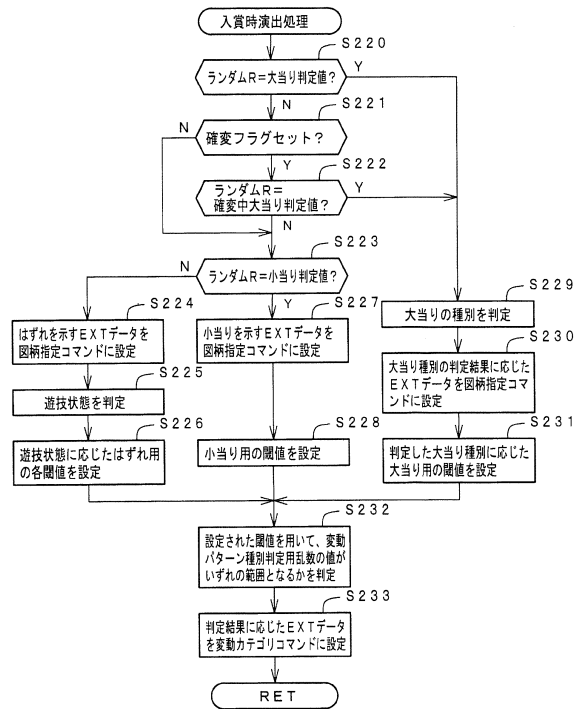 入賞時演出処理
S220
ランダムR=大当り判定値?
Y
N
S221
確変フラグセット?
N
Y
S222
ランダムR=
確変中大当り判定値?
Y
N
S223
ランダムR=小当り判定値?
N
Y
S224
はずれを示すEXTデータを
図柄指定コマンドに設定
S225
遊技状態を判定
S226
遊技状態に応じたはずれ用
の各閾値を設定
S227
小当りを示すEXTデータを
図柄指定コマンドに設定
S228
小当り用の閾値を設定
S229
大当りの種別を判定
S230
大当り種別の判定結果に応じた
EXTデータを図柄指定コマ
ンドに設定
S231
判定した大当り種別に応じた
大当り用の閾値を設定
S232
設定された閾値を用いて、変動
パターン種別判定用乱数の値が
いずれの範囲となるかを判定
S233
判定結果に応じたEXTデータ
を変動カテゴリコマンドに設定
RET